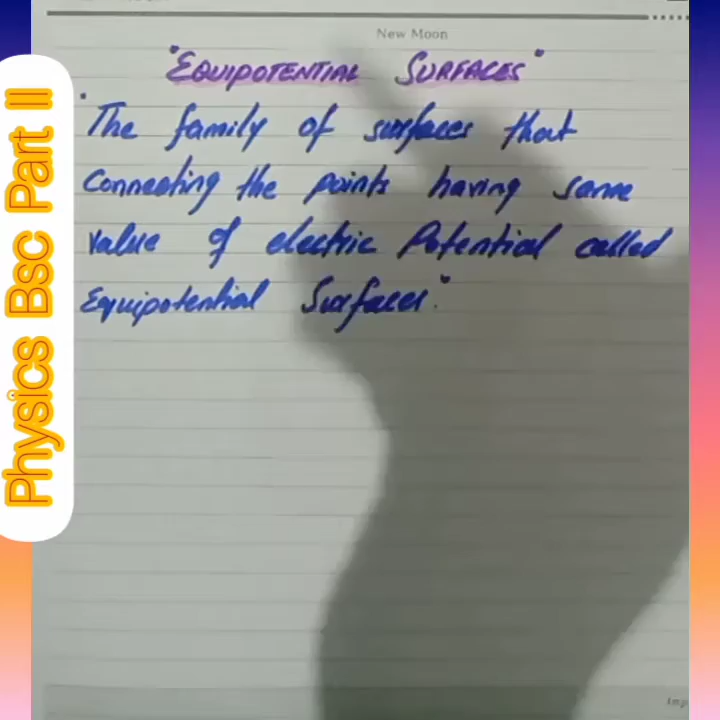 New Moon
"EQUIPOTENTIAL SURFACES"
"The family of surfaces that
Connecting the points having same
value of electric Potential called
Equipotential Surfaces."
Physics Bsc Part II